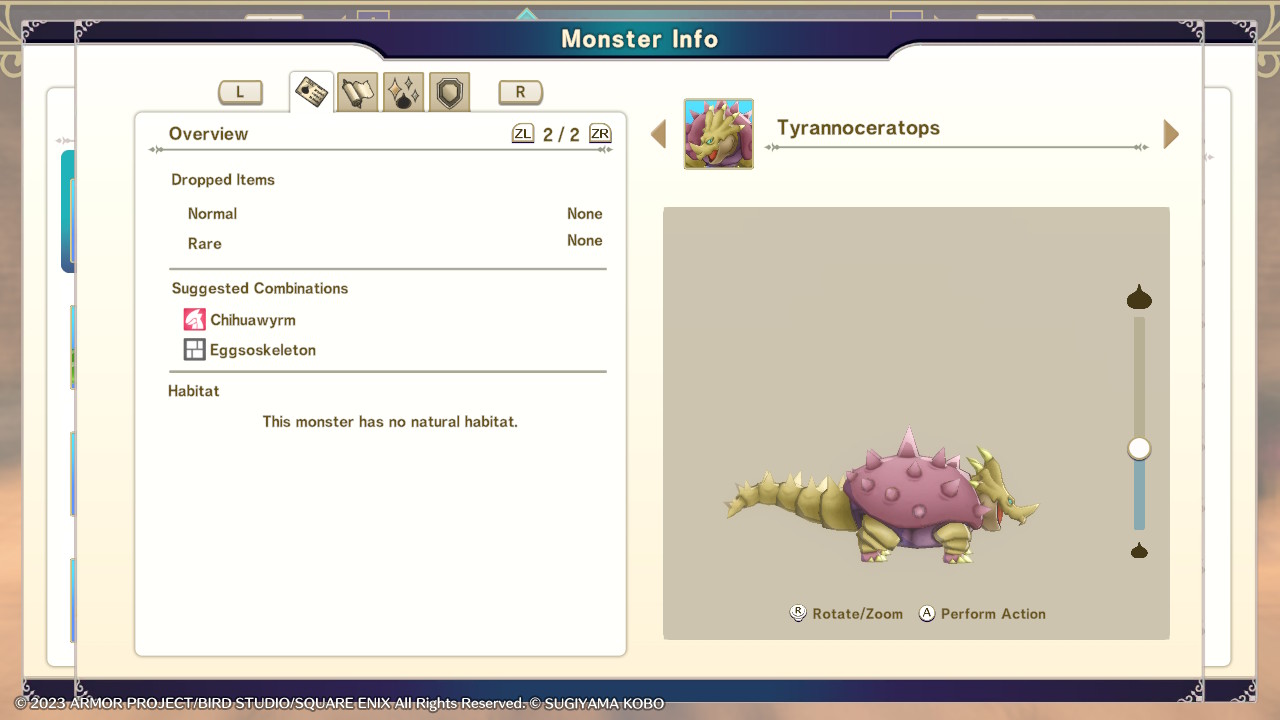 Monster Info
L
R
Overview
ZL 2 / 2 ZR
Dropped Items
Normal None
Rare None
Suggested Combinations
Chihuawyrm
Eggsoskeleton
Habitat
This monster has no natural habitat.
Tyrannoceratops
R Rotate/Zoom A Perform Action
© 2023 ARMOR PROJECT/BIRD STUDIO/SQUARE ENIX All Rights Reserved. © SUGIYAMA KOBO